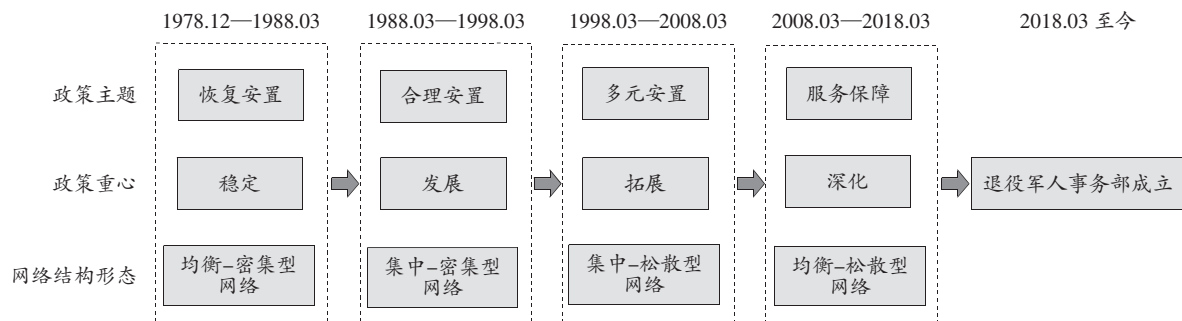 1978.12—1988.03 1988.03—1998.03 1998.03—2008.03 2008.03—2018.03 2018.03 至今
政策主题 恢复安置 合理安置 多元安置 服务保障
政策重心 稳定 发展 拓展 深化 退役军人事务部成立
网络结构形态 均衡-密集型 集中-密集型 集中-松散型 均衡-松散型
网络 网络 网络 网络